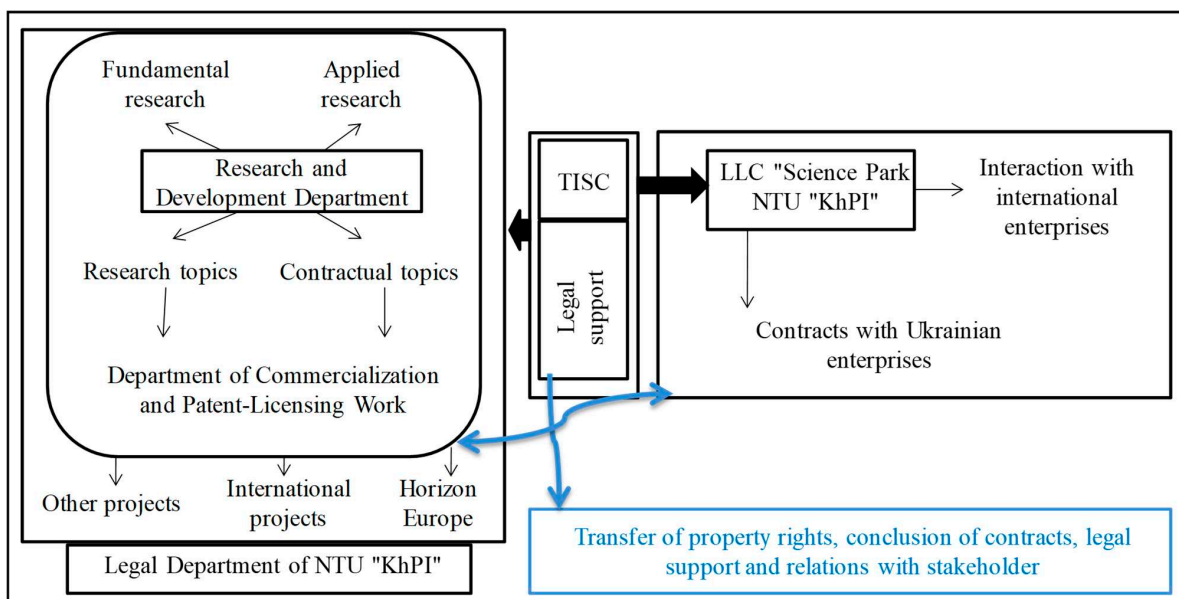 Fundamental
research
Applied
research
Research and
Development Department
Research topics
Contractual topics
Department of Commercialization
and Patent-Licensing Work
Other projects
International
projects
Horizon
Europe
Legal Department of NTU "KhPI"
TISC
Legal
support
LLC "Science Park
NTU "KhPI"
Interaction with
international
enterprises
Contracts with Ukrainian
enterprises
Transfer of property rights, conclusion of contracts, legal
support and relations with stakeholder